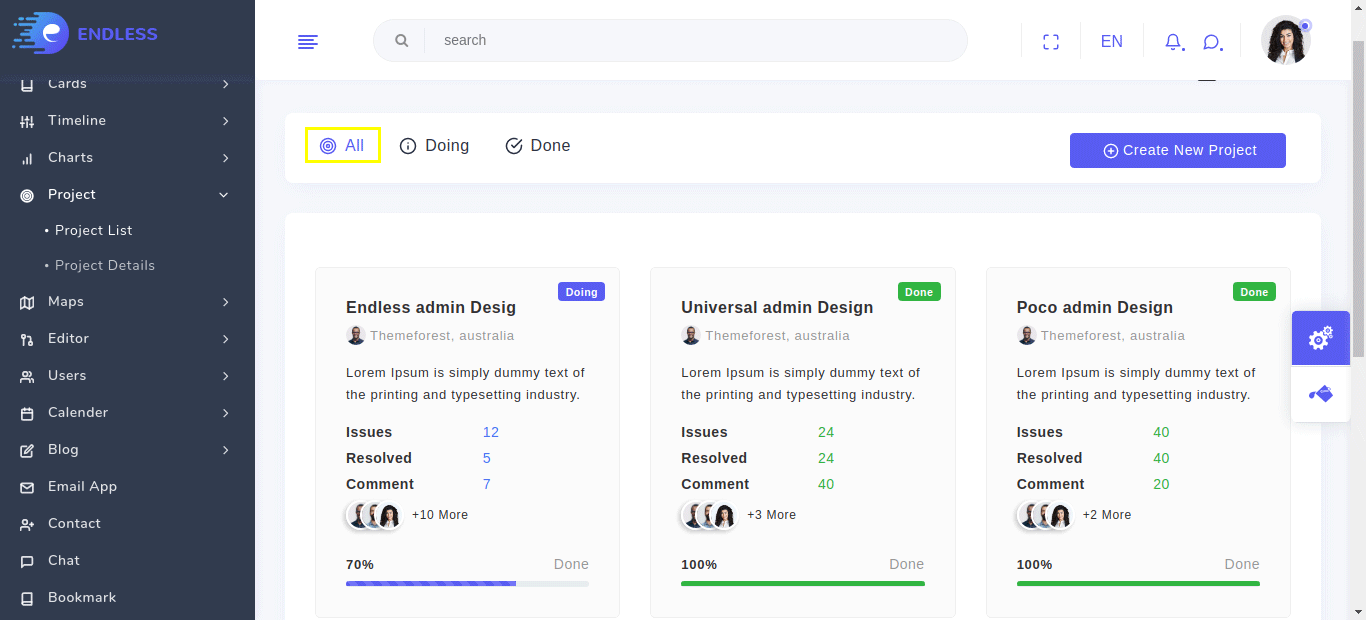 ENDLESS
search
EN
Cards
Timeline
Charts
Project
• Project List
• Project Details
Maps
Editor
Users
Calender
Blog
Email App
Contact
Chat
Bookmark
All
Doing
Done
Create New Project
Doing
Endless admin Desig
Themeforest, australia
Lorem Ipsum is simply dummy text of
the printing and typesetting industry.
Issues 12
Resolved 5
Comment 7
+10 More
70% Done
Done
Universal admin Design
Themeforest, australia
Lorem Ipsum is simply dummy text of
the printing and typesetting industry.
Issues 24
Resolved 24
Comment 40
+3 More
100% Done
Done
Poco admin Design
Themeforest, australia
Lorem Ipsum is simply dummy text of
the printing and typesetting industry.
Issues 40
Resolved 40
Comment 20
+2 More
100% Done